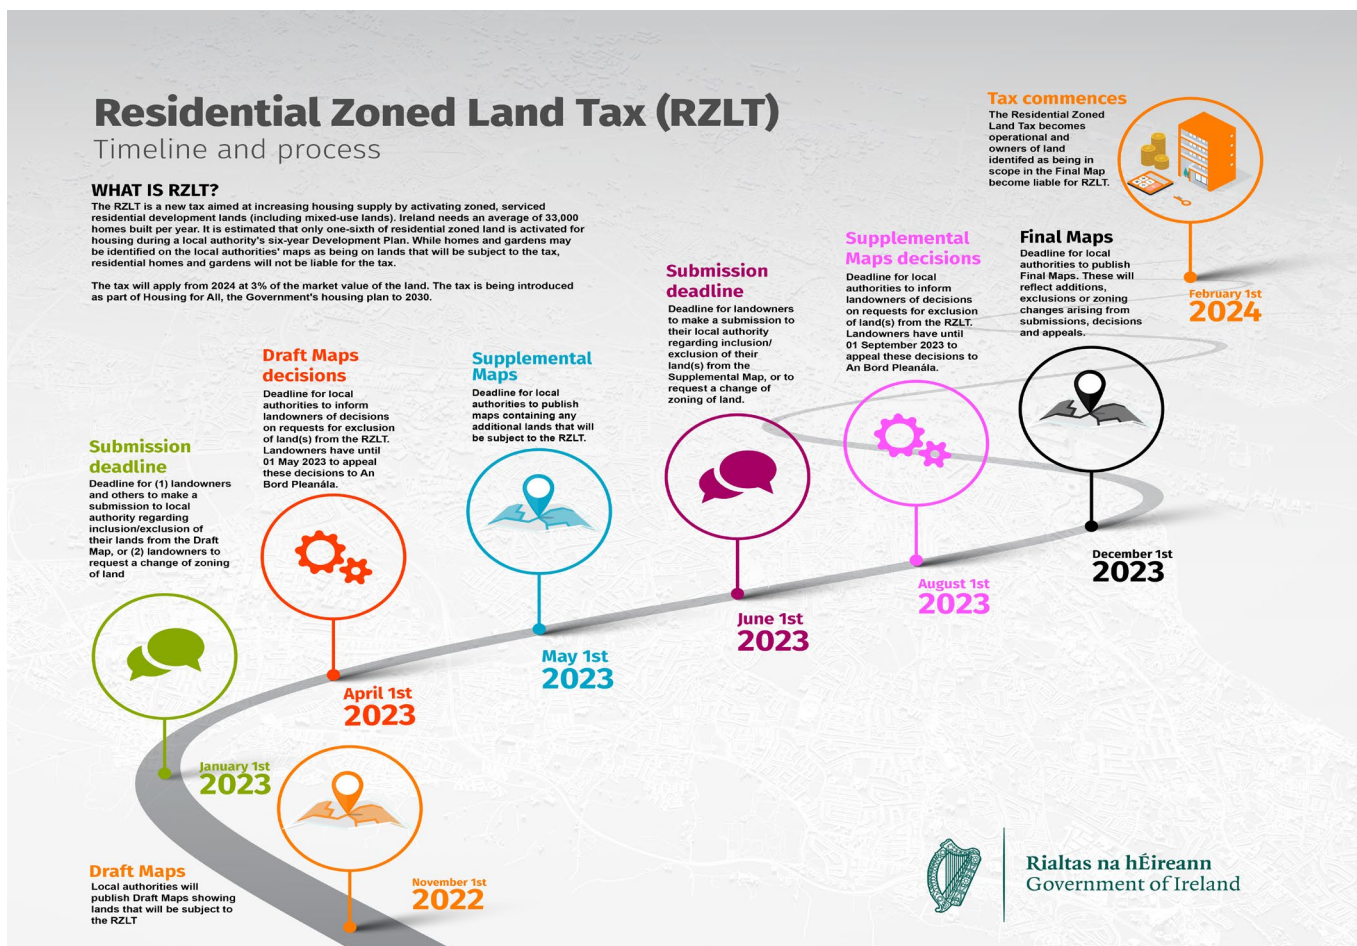 Residential Zoned Land Tax (RZLT)
Timeline and process
WHAT IS RZLT?
The RZLT is a new tax aimed at increasing housing supply by activating zoned, serviced
residential development lands (including mixed-use lands). Ireland needs an average of 33,000
homes built per year. It is estimated that only one-sixth of residential zoned land is activated for
housing during a local authority's six-year Development Plan. While homes and gardens may
be identified on the local authorities' maps as being on lands that will be subject to the tax,
residential homes and gardens will not be liable for the tax.
The tax will apply from 2024 at 3% of the market value of the land. The tax is being introduced
as part of Housing for All, the Government's housing plan to 2030.
Draft Maps
Local authorities will
publish Draft Maps showing
lands that will be subject to
the RZLT
November 1st
2022
Submission
deadline
Deadline for (1) landowners
and others to make a
submission to local
authority regarding
inclusion/exclusion of
their lands from the Draft
Map, or (2) landowners to
request a change of zoning
of land
January 1st
2023
Draft Maps
decisions
Deadline for local
authorities to inform
landowners of decisions
on requests for exclusion
of land(s) from the RZLT.
Landowners have until
01 May 2023 to appeal
these decisions to An
Bord Pleanála.
April 1st
2023
Supplemental
Maps
Deadline for local
authorities to publish
maps containing any
additional lands that will
be subject to the RZLT.
May 1st
2023
Submission
deadline
Deadline for landowners
to make a submission to
their local authority
regarding inclusion/
exclusion of their
land(s) from the
Supplemental Map, or to
request a change of
zoning of land.
June 1st
2023
Supplemental
Maps decisions
Deadline for local
authorities to inform
landowners of decisions
on requests for exclusion
of land(s) from the RZLT.
Landowners have until
01 September 2023 to
appeal these decisions to
An Bord Pleanála.
August 1st
2023
Final Maps
Deadline for local
authorities to publish
Final Maps. These will
reflect additions,
exclusions or zoning
changes arising from
submissions, decisions
and appeals.
December 1st
2023
Tax commences
The Residential Zoned
Land Tax becomes
operational and
owners of land
identifed as being in
scope in the Final Map
become liable for RZLT.
February 1st
2024
Rialtas na hÉireann
Government of Ireland